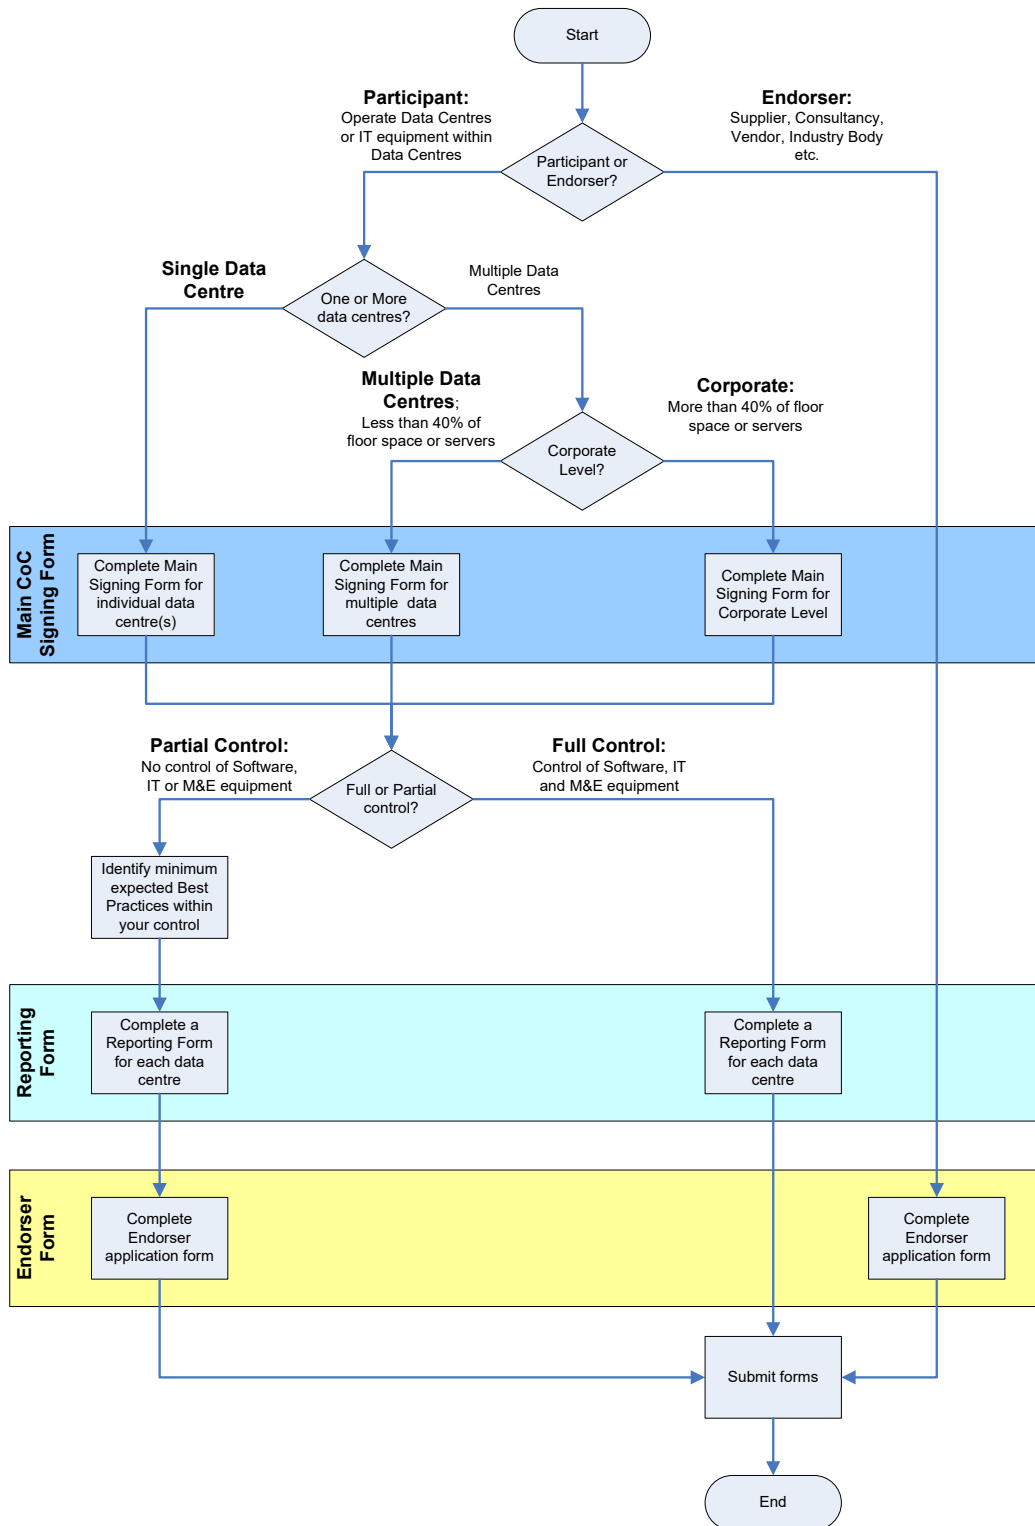 Start
Participant:
Operate Data Centres
or IT equipment within
Data Centres
Endorser:
Supplier, Consultancy,
Vendor, Industry Body
etc.
Participant or
Endorser?
Single Data
Centre
Multiple Data
Centres
One or More
data centres?
Multiple Data
Centres;
Less than 40% of
floor space or servers
Corporate:
More than 40% of floor
space or servers
Corporate
Level?
Main CoC
Signing Form
Complete Main
Signing Form for
individual data
centre(s)
Complete Main
Signing Form for
multiple data
centres
Complete Main
Signing Form for
Corporate Level
Partial Control:
No control of Software,
IT or M&E equipment
Full Control:
Control of Software, IT
and M&E equipment
Full or Partial
control?
Identify minimum
expected Best
Practices within
your control
Reporting
Form
Complete a
Reporting Form
for each data
centre
Complete a
Reporting Form
for each data
centre
Endorser
Form
Complete
Endorser
application form
Complete
Endorser
application form
Submit forms
End